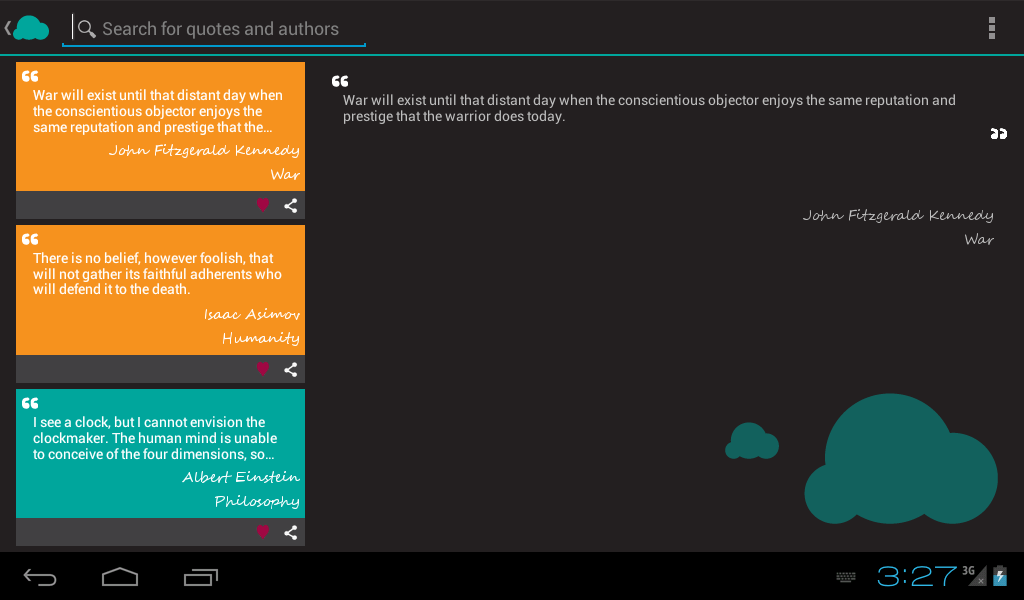 Search for quotes and authors
War will exist until that distant day when
the conscientious objector enjoys the
same reputation and prestige that the...
John Fitzgerald Kennedy
War
There is no belief, however foolish, that
will not gather its faithful adherents who
will defend it to the death.
Isaac Asimov
Humanity
I see a clock, but I cannot envision the
clockmaker. The human mind is unable
to conceive of the four dimensions, so...
Albert Einstein
Philosophy
War will exist until that distant day when the conscientious objector enjoys the same reputation and
prestige that the warrior does today.
John Fitzgerald Kennedy
War
3:27
3G